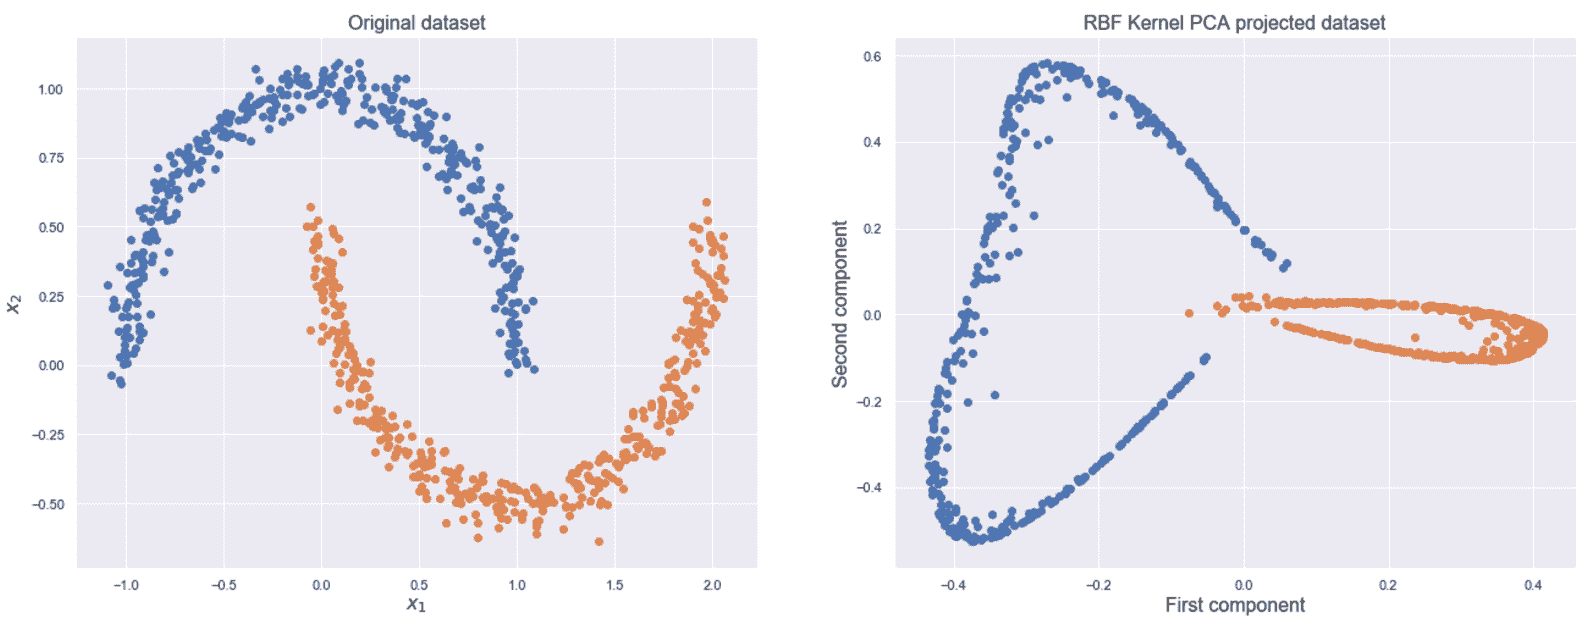 Original dataset
1.00
0.75
0.50
0.25
0.00
−0.25
−0.50
x₂
−1.0 −0.5 0.0 0.5 1.0 1.5 2.0
x₁
RBF Kernel PCA projected dataset
0.6
0.4
0.2
0.0
−0.2
−0.4
Second component
−0.4 −0.2 0.0 0.2 0.4
First component